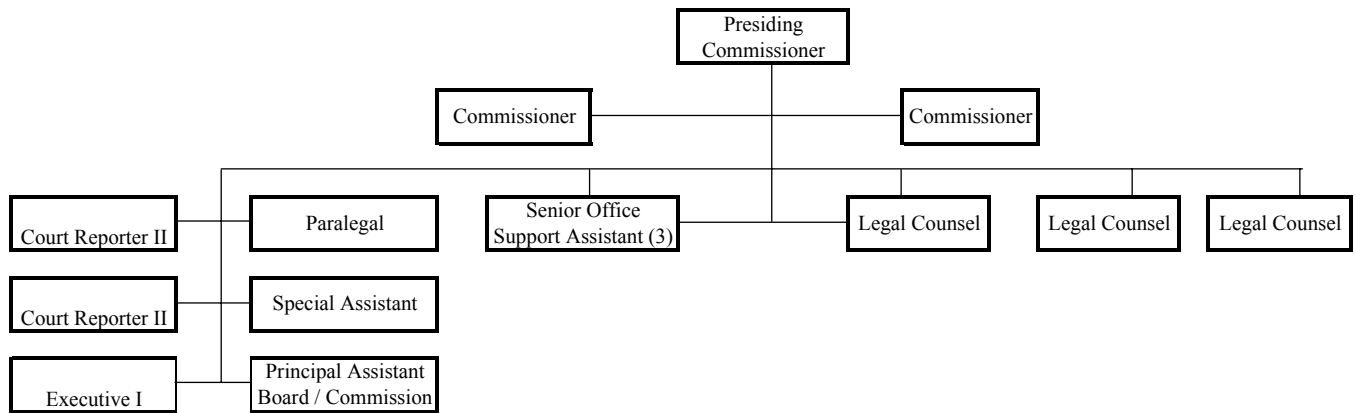 Presiding
Commissioner
Commissioner
Commissioner
Court Reporter II
Paralegal
Senior Office
Support Assistant (3)
Legal Counsel
Legal Counsel
Legal Counsel
Court Reporter II
Special Assistant
Executive I
Principal Assistant
Board / Commission